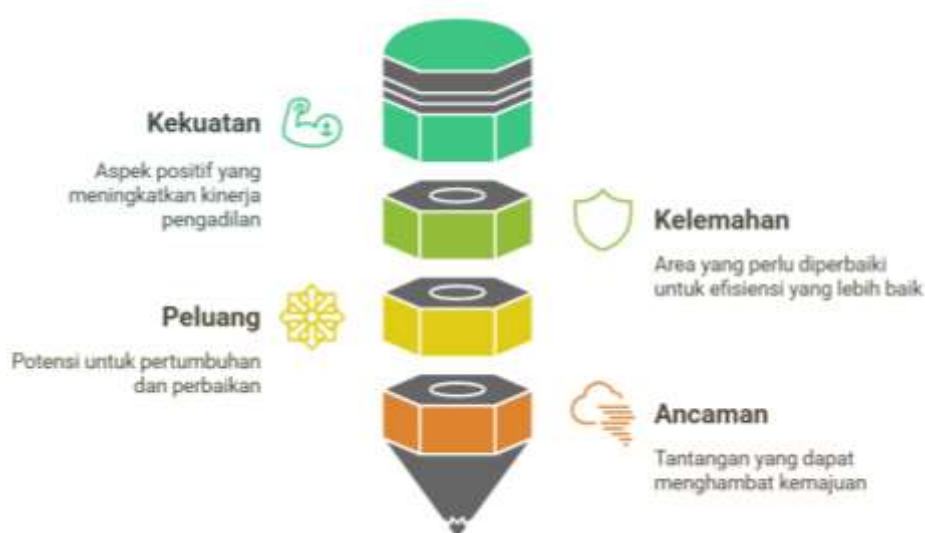 Kekuatan
Aspek positif yang
meningkatkan kinerja
pengadilan
Kelemahan
Area yang perlu diperbaiki
untuk efisiensi yang lebih baik
Peluang
Potensi untuk pertumbuhan
dan perbaikan
Ancaman
Tantangan yang dapat
menghambat kemajuan